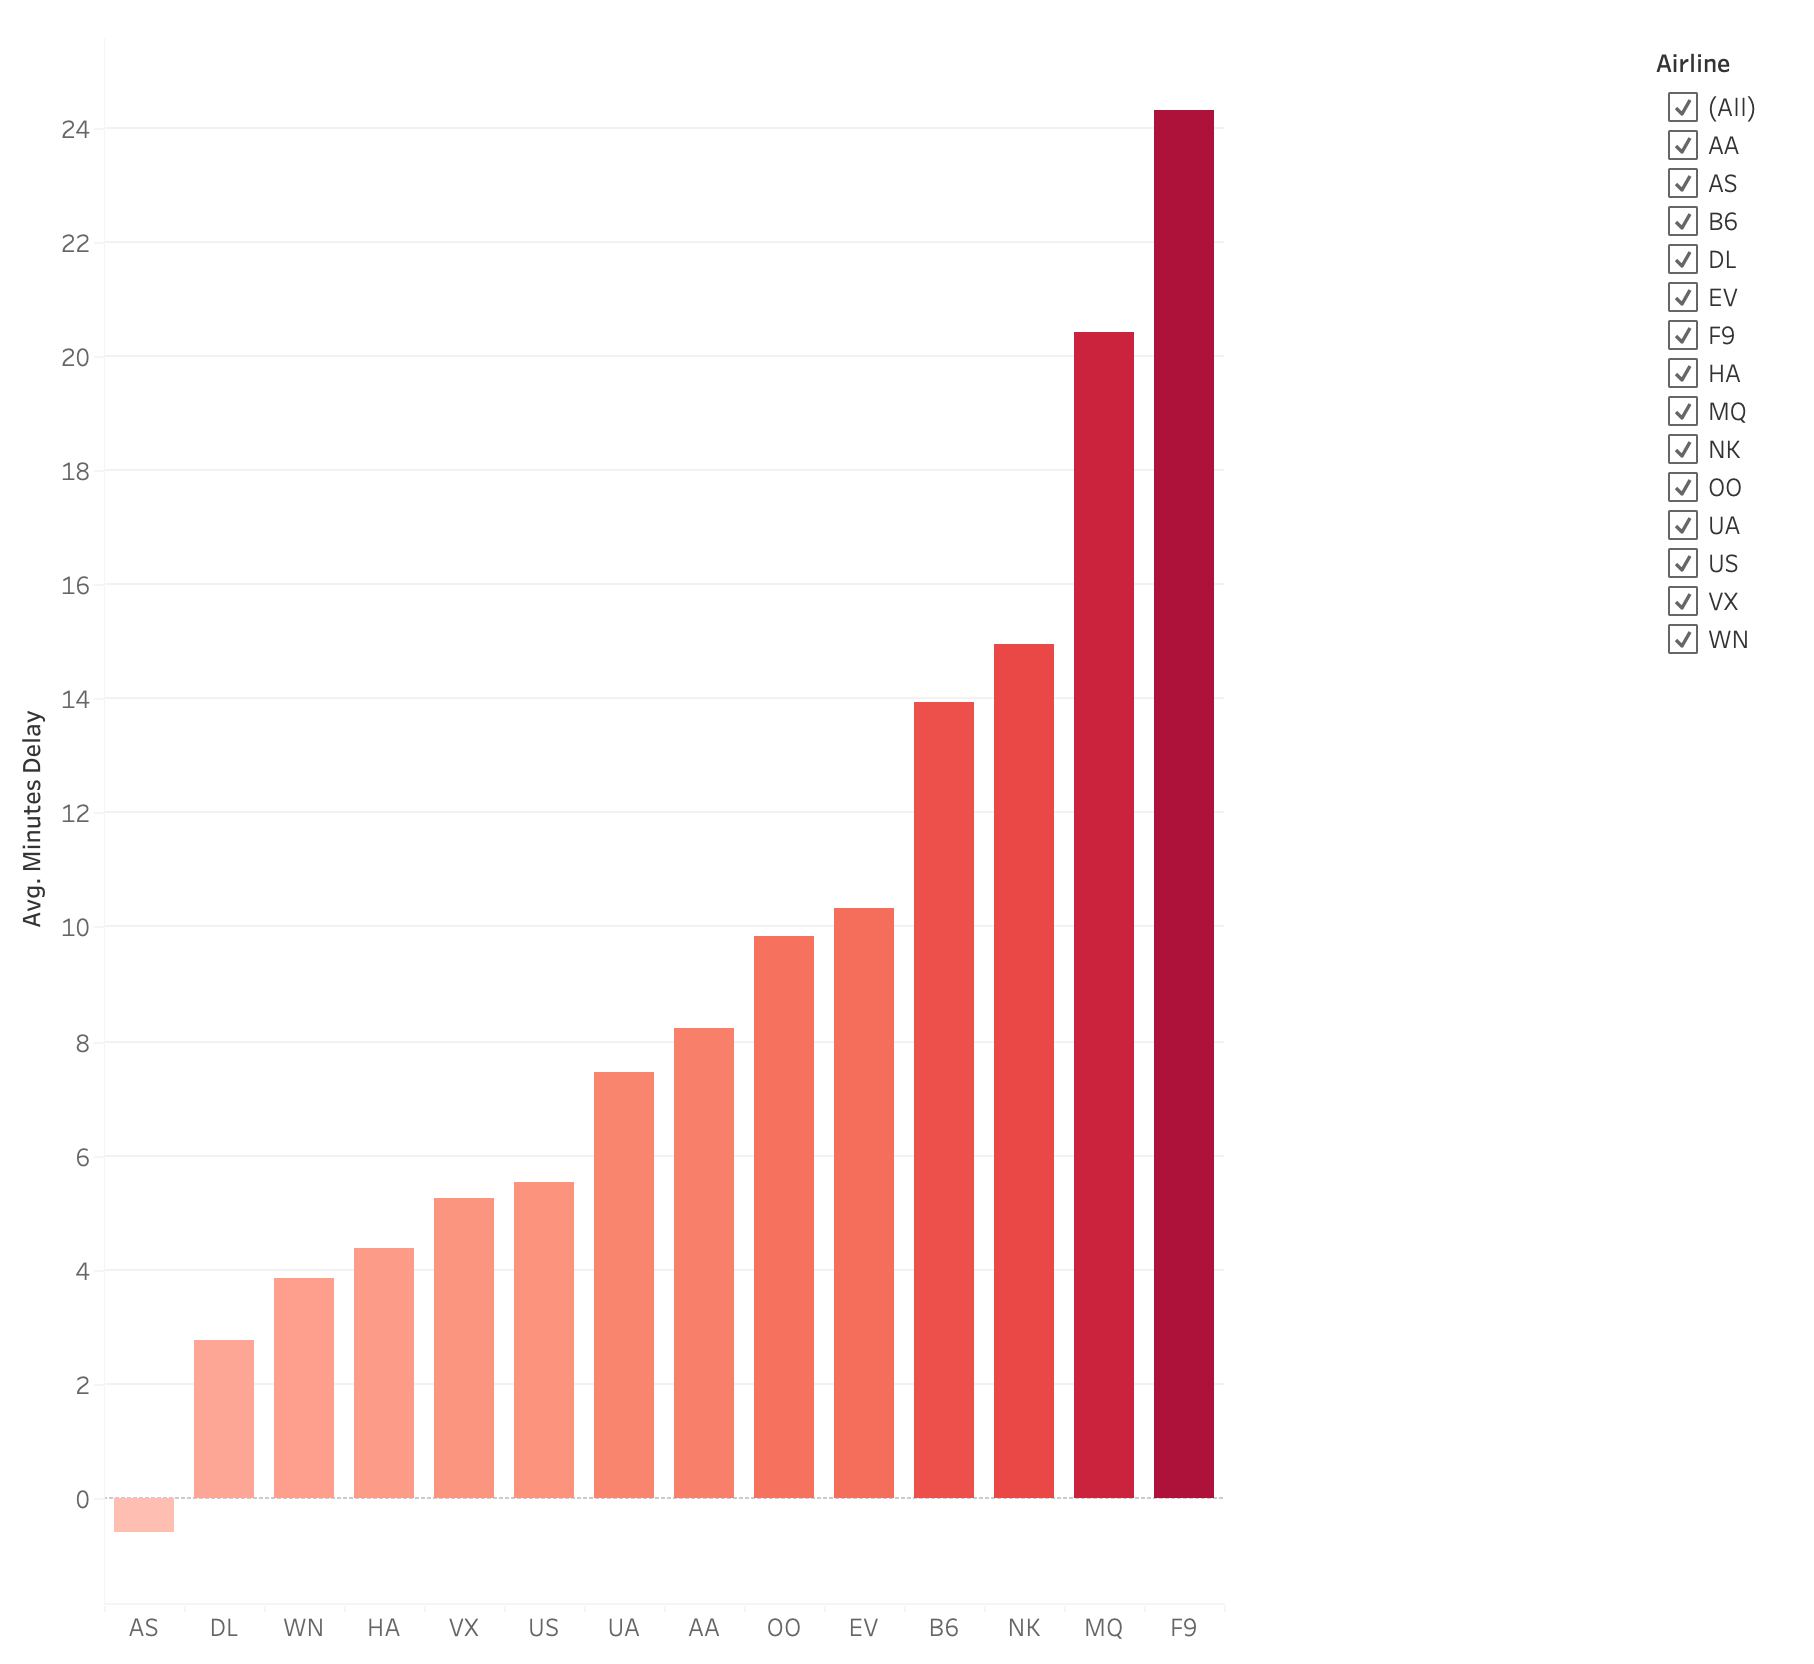 Avg. Minutes Delay
24
22
20
18
16
14
12
10
8
6
4
2
0
AS DL WN HA VX US UA AA OO EV B6 NK MQ F9
Airline
(All)
AA
AS
B6
DL
EV
F9
HA
MQ
NK
OO
UA
US
VX
WN